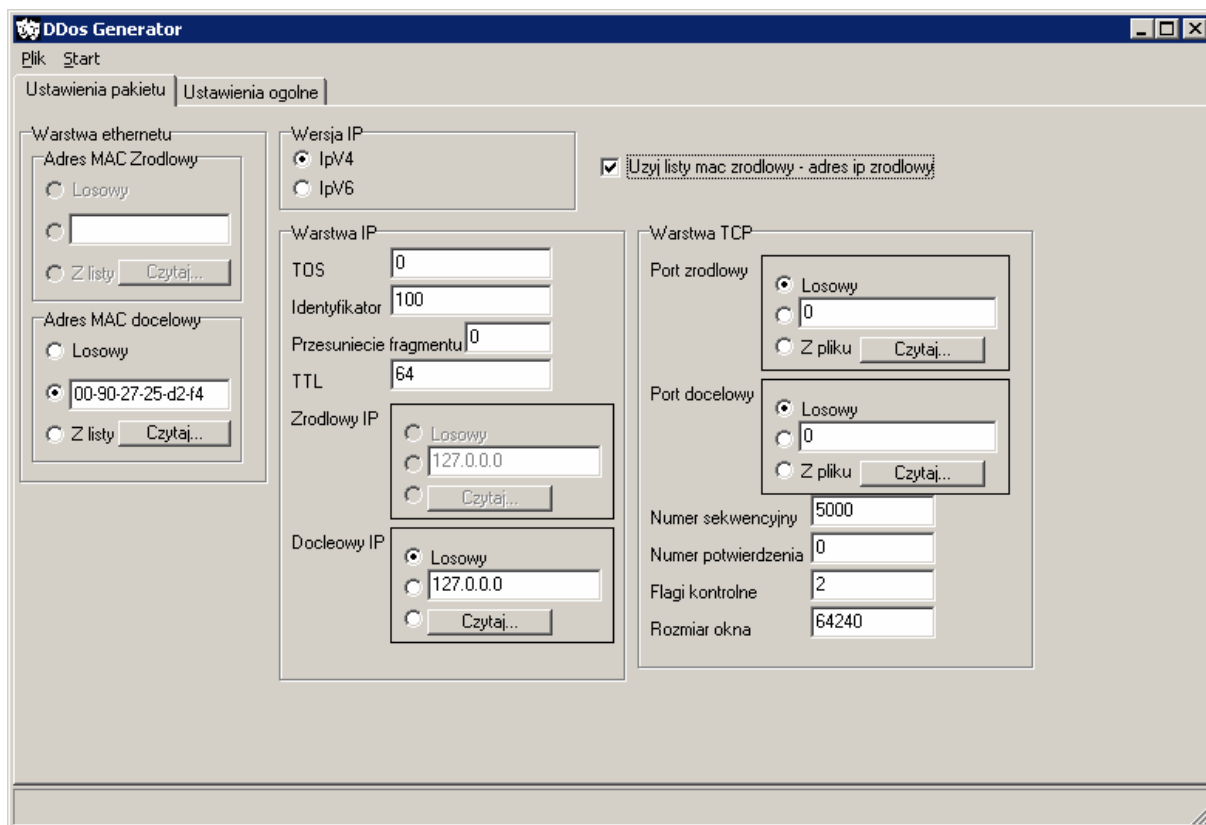 DDos Generator
Plik Start
Ustawienia pakietu
Ustawienia ogolne
Warstwa ethernetu
Adres MAC Zrodlowy
Losowy
Z listy Czytaj...
Adres MAC docelowy
Losowy
00-90-27-25-d2-f4
Z listy Czytaj...
Wersja IP
IpV4
IpV6
Uzyj listy mac zrodlowy - adres ip zrodlowy
Warstwa IP
TOS 0
Identyfikator 100
Przesuniecie fragmentu 0
TTL 64
Zrodlowy IP
Losowy
127.0.0.0
Czytaj...
Docleowy IP
Losowy
127.0.0.0
Czytaj...
Warstwa TCP
Port zrodlowy
Losowy
0
Z pliku Czytaj...
Port docelowy
Losowy
0
Z pliku Czytaj...
Numer sekwencyjny 5000
Numer potwierdzenia 0
Flagi kontrolne 2
Rozmiar okna 64240